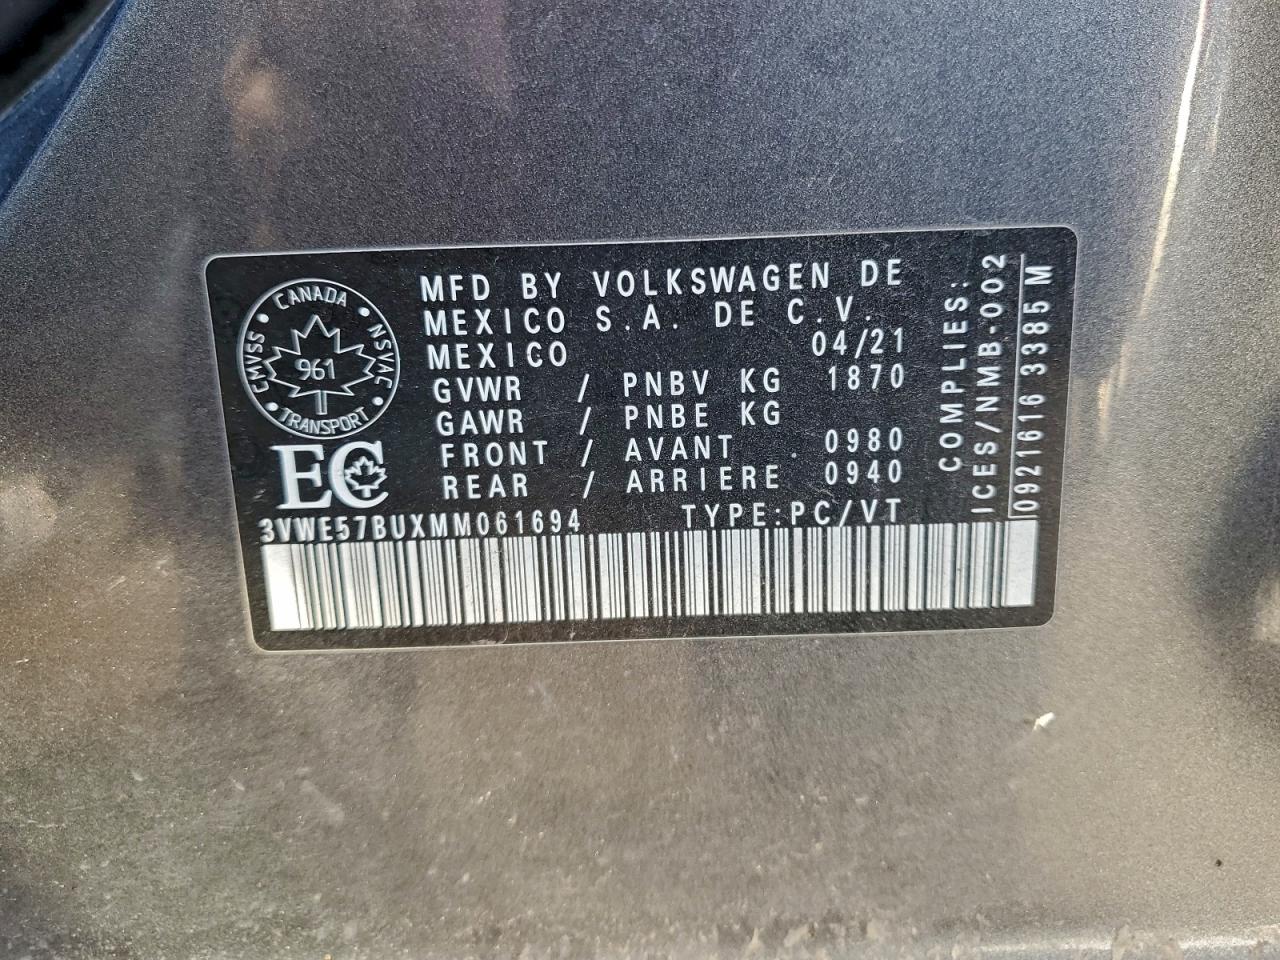 CANADA
CMVSS • NSVAC
961
• TRANSPORT •
EC
MFD BY VOLKSWAGEN DE
MEXICO S.A. DE C.V.
MEXICO 04/21
GVWR / PNBV KG 1870
GAWR / PNBE KG
FRONT / AVANT . 0980
REAR / ARRIERE 0940
3VWE57BUXMM061694 TYPE:PC/VT
COMPLIES:
ICES/NMB-002
0921616 3385 M